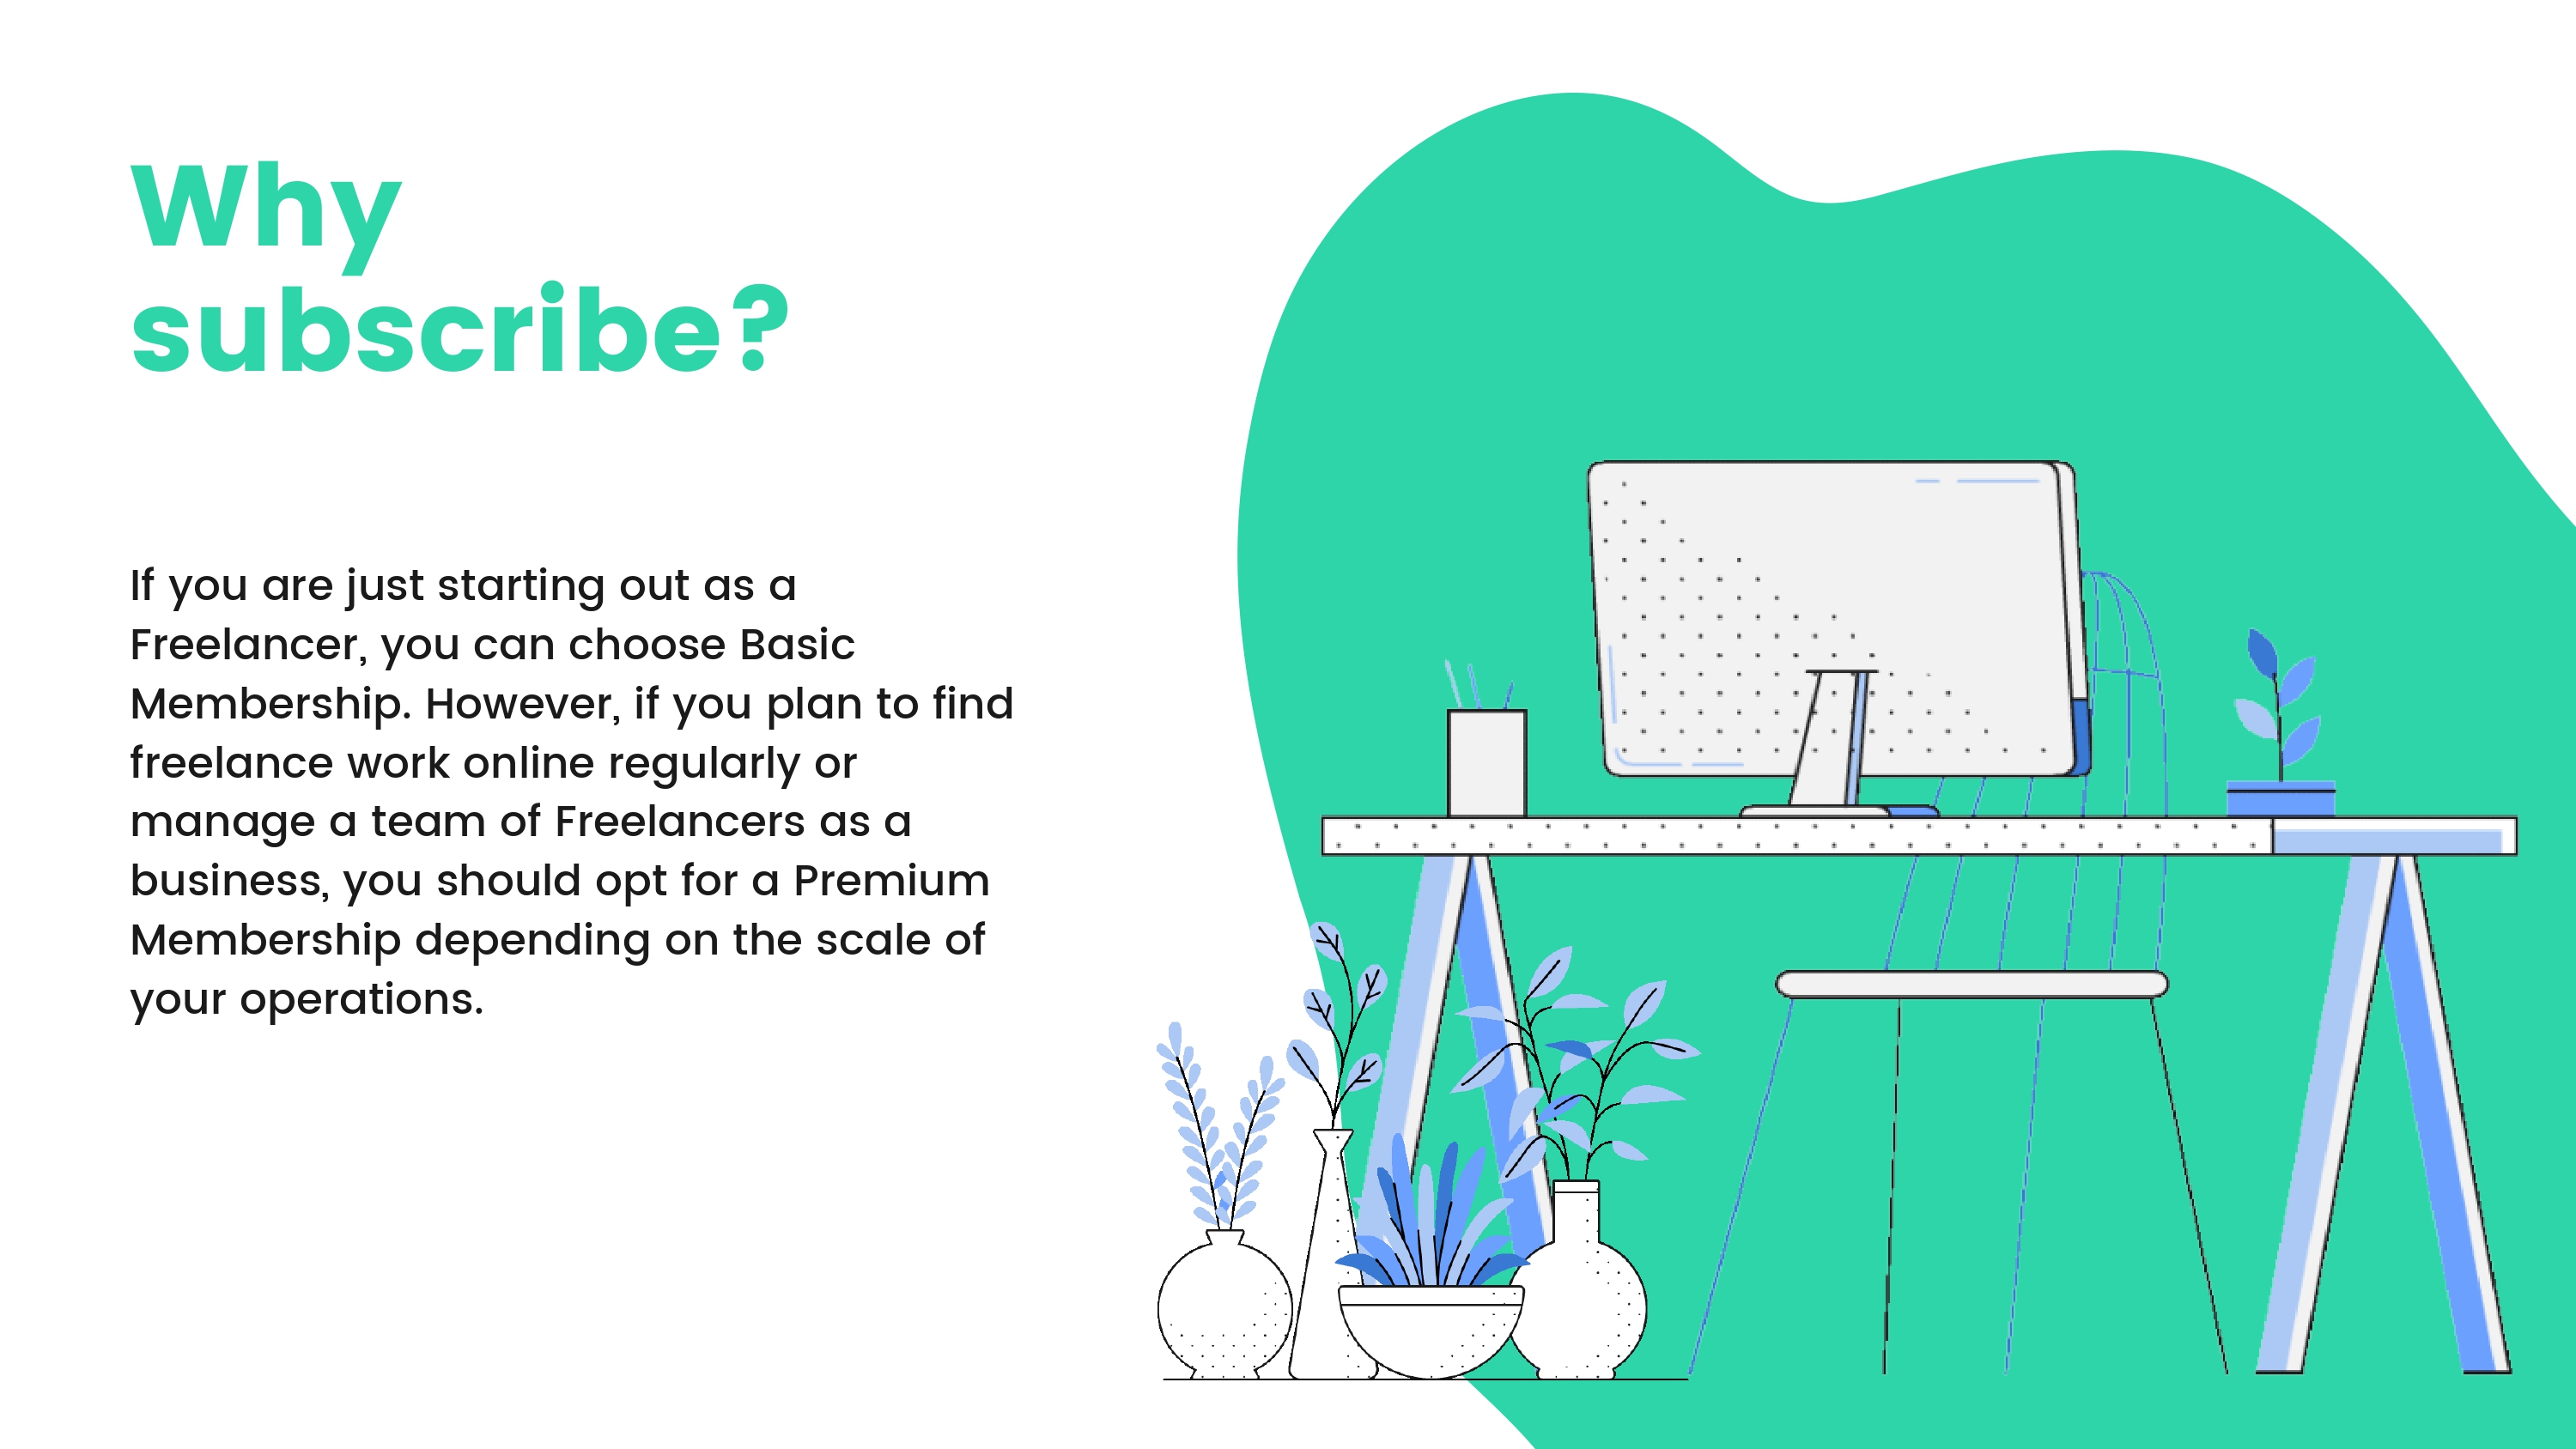 Why
subscribe?
If you are just starting out as a
Freelancer, you can choose Basic
Membership. However, if you plan to find
freelance work online regularly or
manage a team of Freelancers as a
business, you should opt for a Premium
Membership depending on the scale of
your operations.